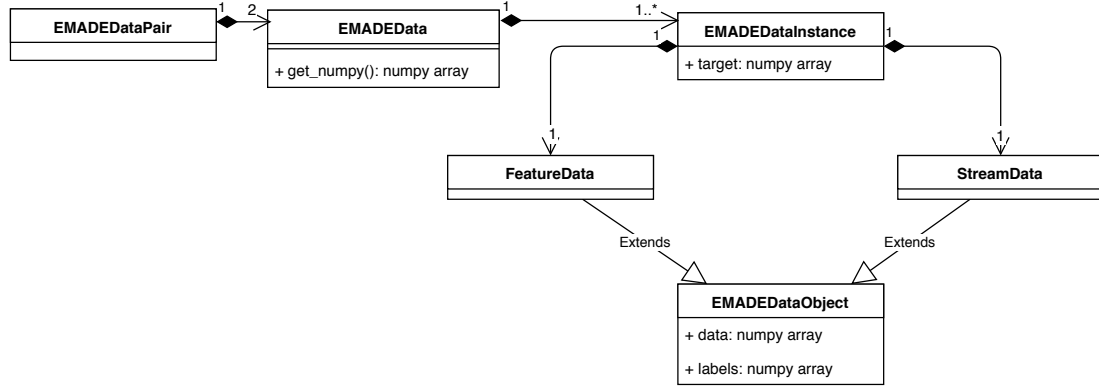 EMADEDataPair
1
2
EMADEData
+ get_numpy(): numpy array
1
1..*
EMADEDataInstance
+ target: numpy array
1
1
1,
1
FeatureData
StreamData
Extends
Extends
EMADEDataObject
+ data: numpy array
+ labels: numpy array